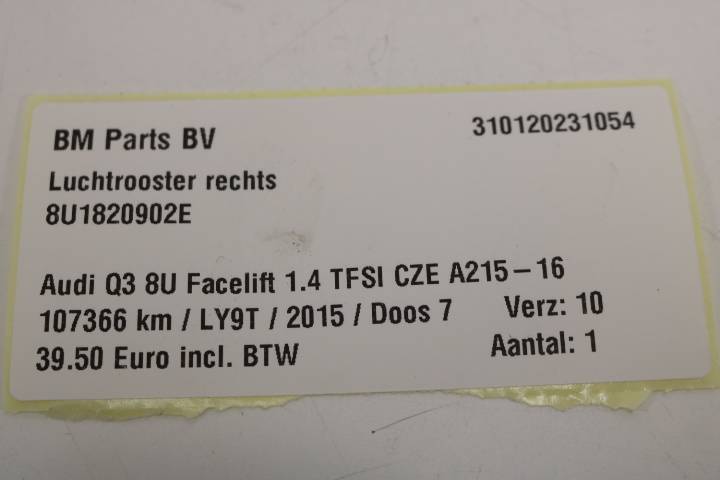 BM Parts BV 310120231054
Luchtrooster rechts
8U1820902E
Audi Q3 8U Facelift 1.4 TFSI CZE A215-16
107366 km / LY9T / 2015 / Doos 7 Verz: 10
39.50 Euro incl. BTW Aantal: 1